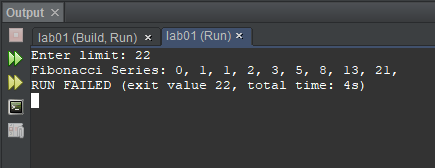 Output ×
lab01 (Build, Run) × lab01 (Run) ×
Enter limit: 22
Fibonacci Series: 0, 1, 1, 2, 3, 5, 8, 13, 21,
RUN FAILED (exit value 22, total time: 4s)